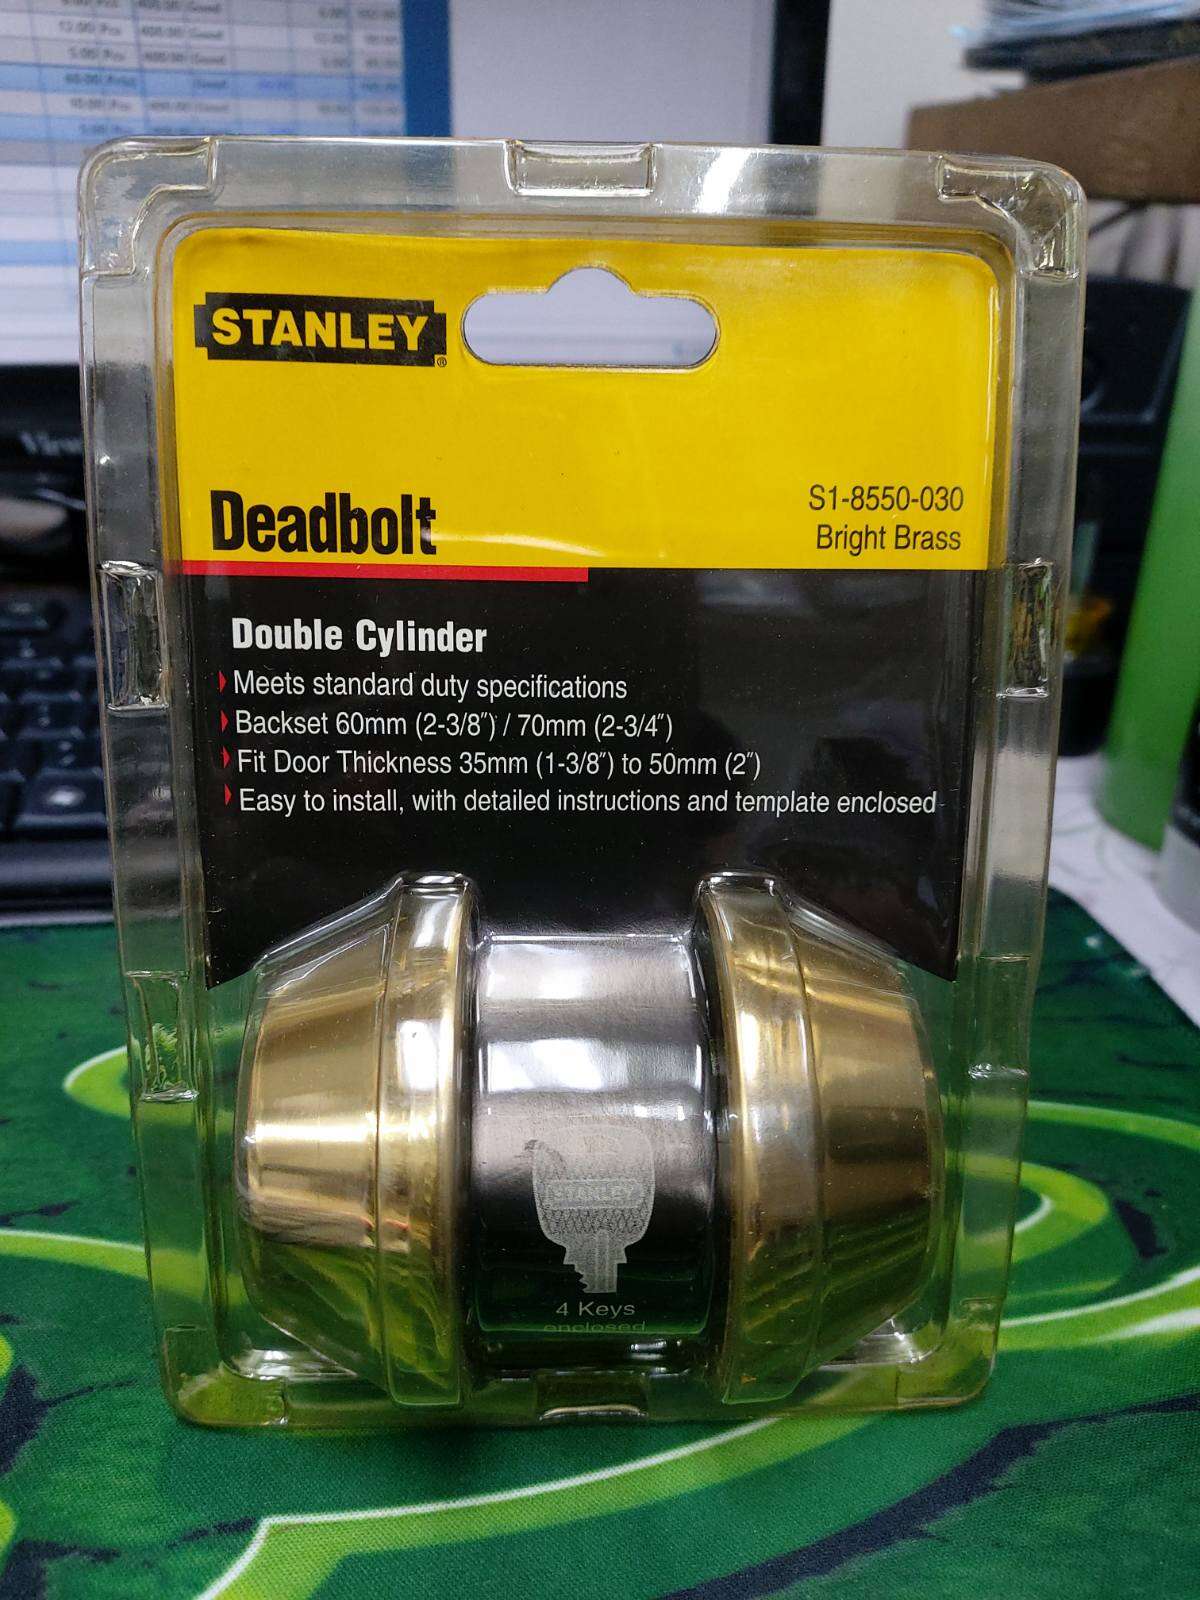 STANLEY®
Deadbolt
S1-8550-030
Bright Brass
Double Cylinder
Meets standard duty specifications
Backset 60mm (2-3/8″) / 70mm (2-3/4″)
Fit Door Thickness 35mm (1-3/8″) to 50mm (2″)
Easy to install, with detailed instructions and template enclosed
STANLEY
4 Keys
enclosed